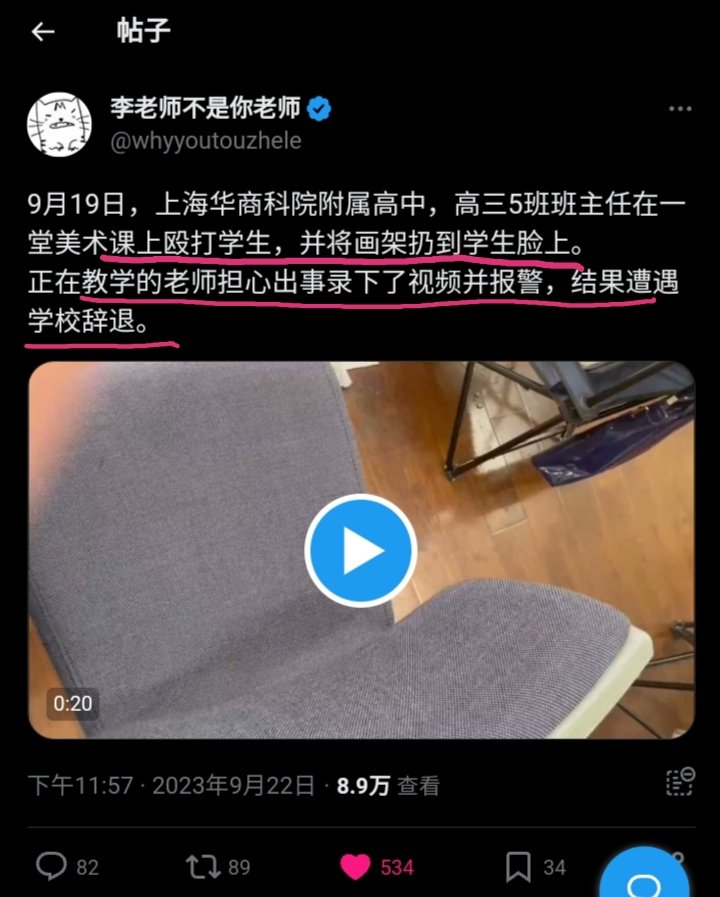 帖子
李老师不是你老师
@whyyoutouzhele
9月19日，上海华商科院附属高中，高三5班班主任在一
堂美术课上殴打学生，并将画架扔到学生脸上。
正在教学的老师担心出事录下了视频并报警，结果遭遇
学校辞退。
0:20
下午11:57 · 2023年9月22日 · 8.9万 查看
82 89 534 34